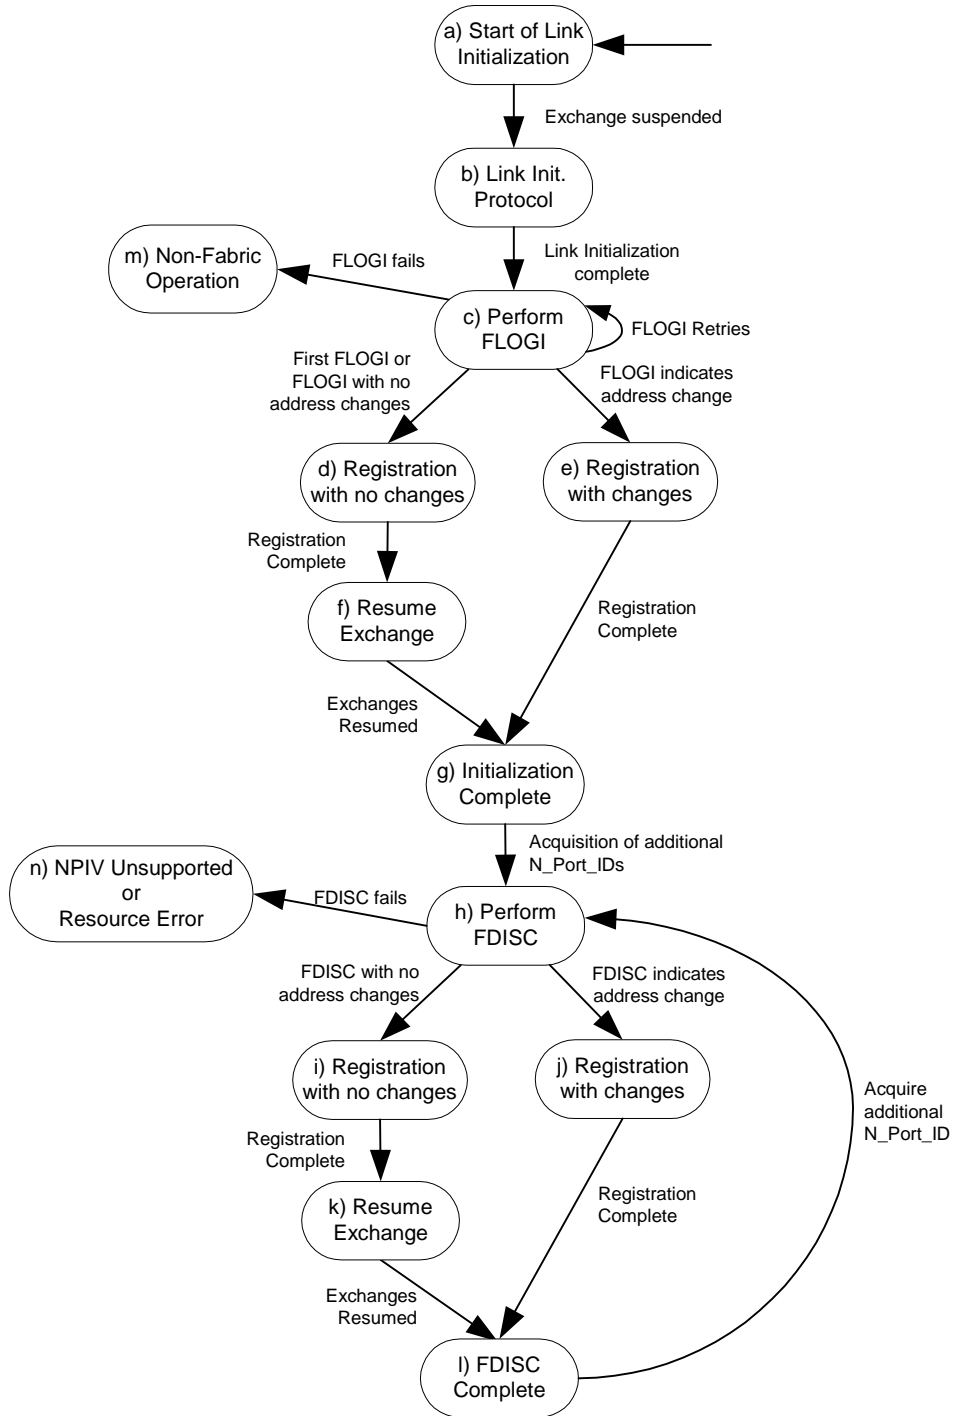 a) Start of Link
Initialization
Exchange suspended
b) Link Init.
Protocol
Link Initialization
complete
m) Non-Fabric
Operation
FLOGI fails
c) Perform
FLOGI
FLOGI Retries
First FLOGI or
FLOGI with no
address changes
FLOGI indicates
address change
d) Registration
with no changes
e) Registration
with changes
Registration
Complete
f) Resume
Exchange
Registration
Complete
Exchanges
Resumed
g) Initialization
Complete
Acquisition of additional
N_Port_IDs
n) NPIV Unsupported
or
Resource Error
FDISC fails
h) Perform
FDISC
FDISC with no
address changes
FDISC indicates
address change
i) Registration
with no changes
j) Registration
with changes
Acquire
additional
N_Port_ID
Registration
Complete
k) Resume
Exchange
Registration
Complete
Exchanges
Resumed
l) FDISC
Complete